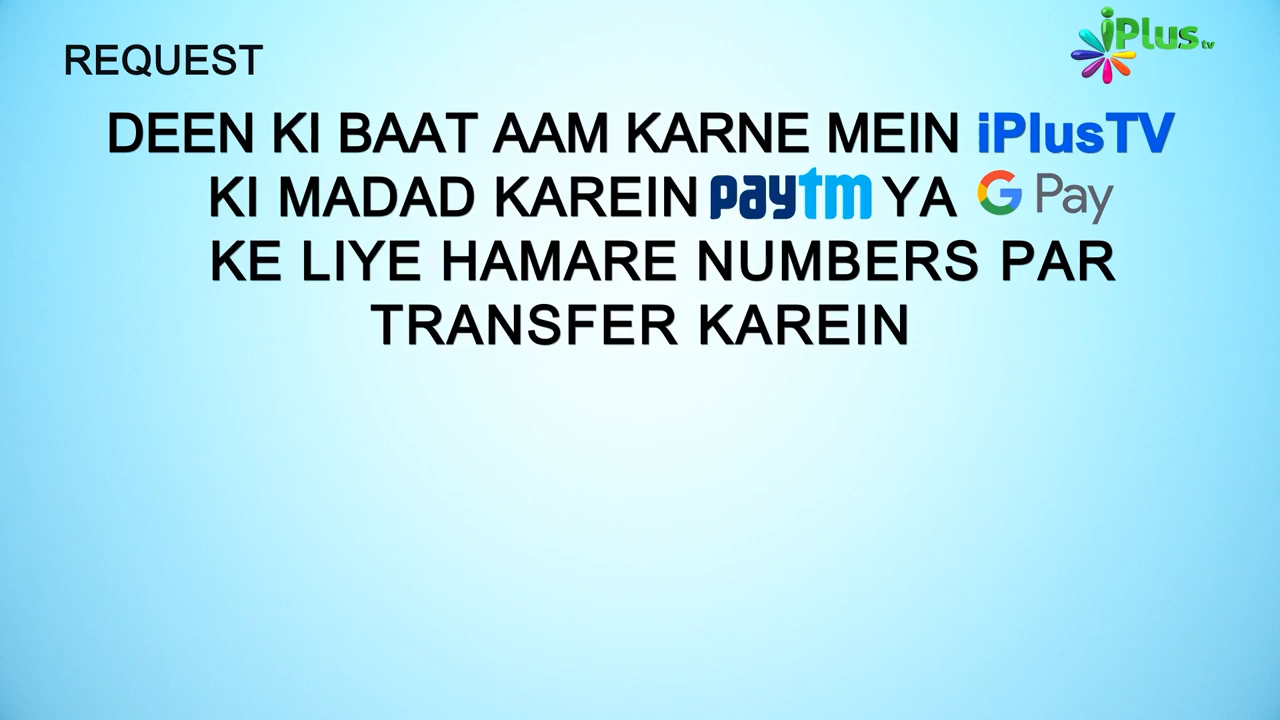 REQUEST
iPlus tv
DEEN KI BAAT AAM KARNE MEIN iPlusTV
KI MADAD KAREIN paytm YA G Pay
KE LIYE HAMARE NUMBERS PAR
TRANSFER KAREIN